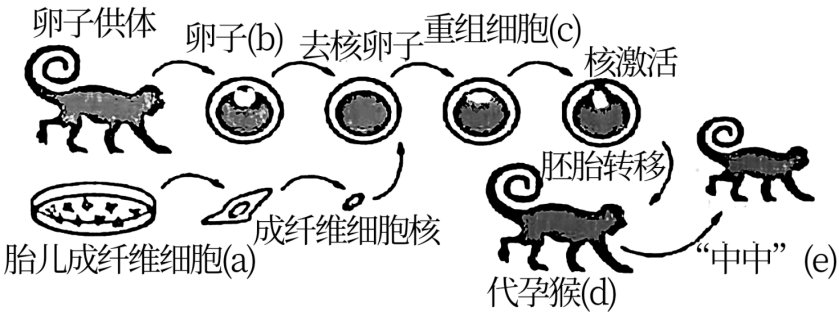 卵子供体
卵子(b)
去核卵子
重组细胞(c)
核激活
胚胎转移
胎儿成纤维细胞(a)
成纤维细胞核
代孕猴(d)
“中中”(e)